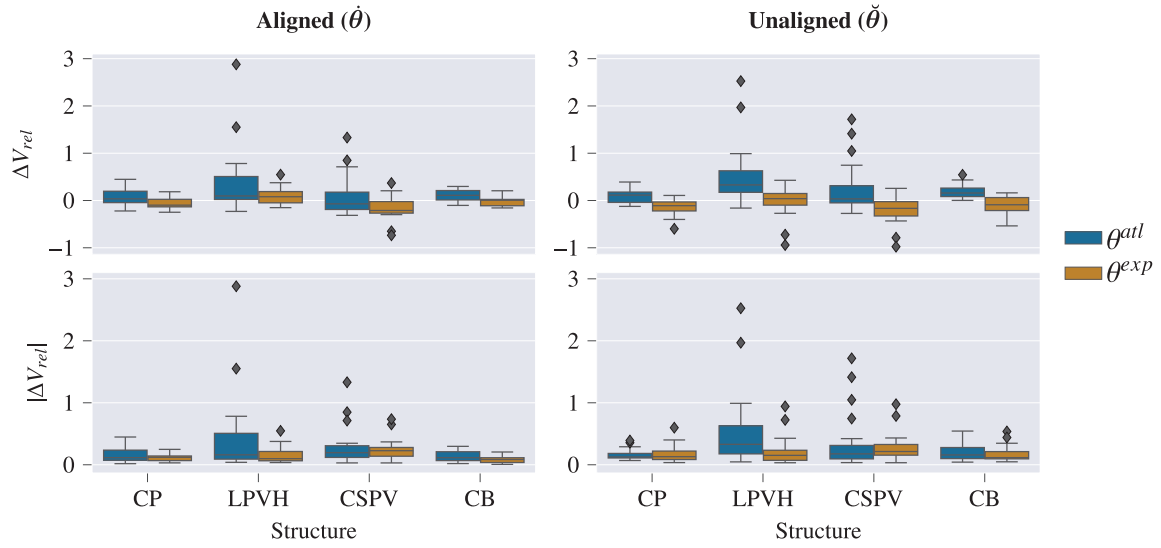 Aligned (θ̇) Unaligned (θ̆)
ΔV_rel
3
2
1
0
−1
3
2
1
0
−1
|ΔV_rel|
3
2
1
0
3
2
1
0
CP LPVH CSPV CB
Structure
CP LPVH CSPV CB
Structure
θ^atl
θ^exp